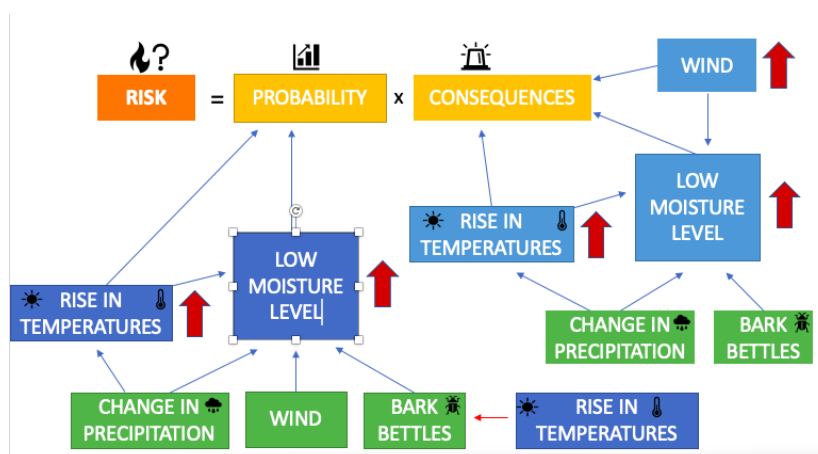 ?
WIND
RISK = PROBABILITY x CONSEQUENCES
LOW
MOISTURE
LEVEL
RISE IN
TEMPERATURES
LOW
MOISTURE
LEVEL
RISE IN
TEMPERATURES
CHANGE IN
PRECIPITATION
BARK
BETTLES
CHANGE IN
PRECIPITATION
WIND
BARK
BETTLES
RISE IN
TEMPERATURES